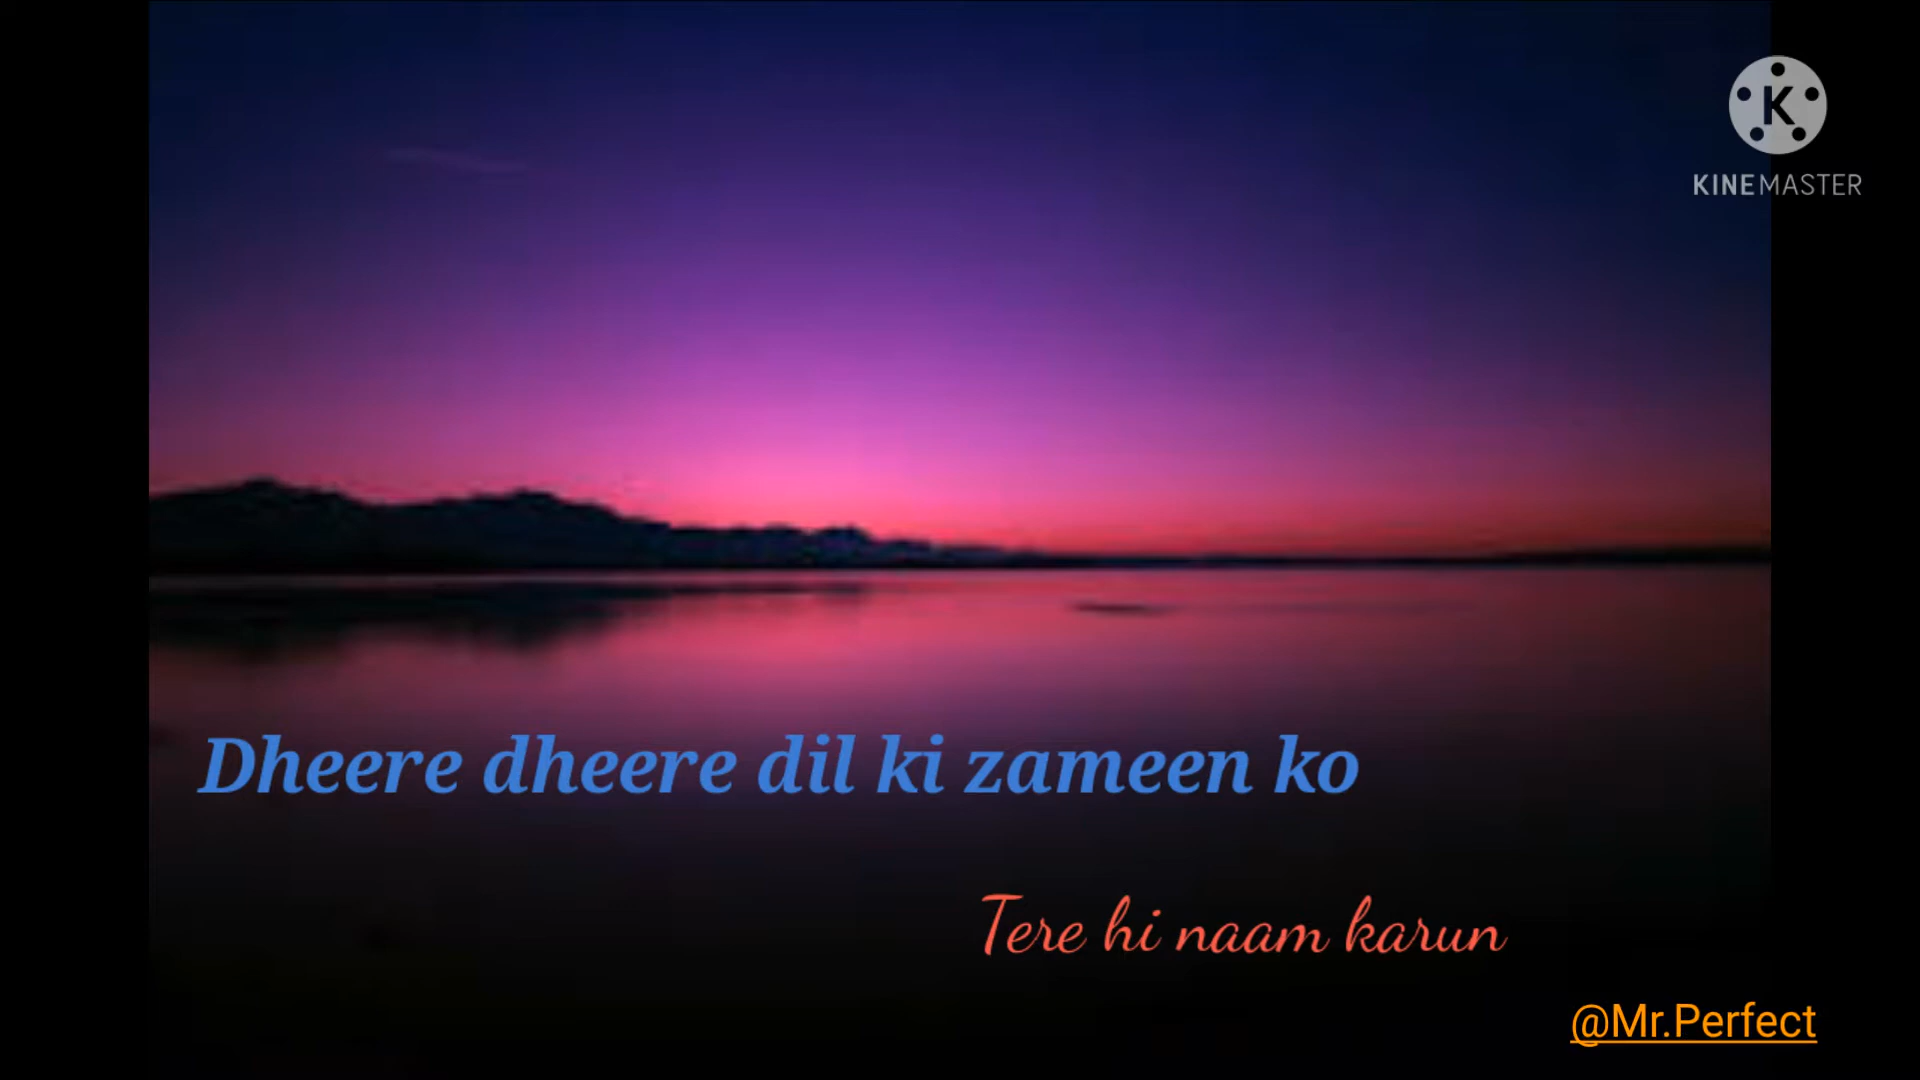 K
KINEMASTER
Dheere dheere dil ki zameen ko
Tere hi naam karun
@Mr.Perfect